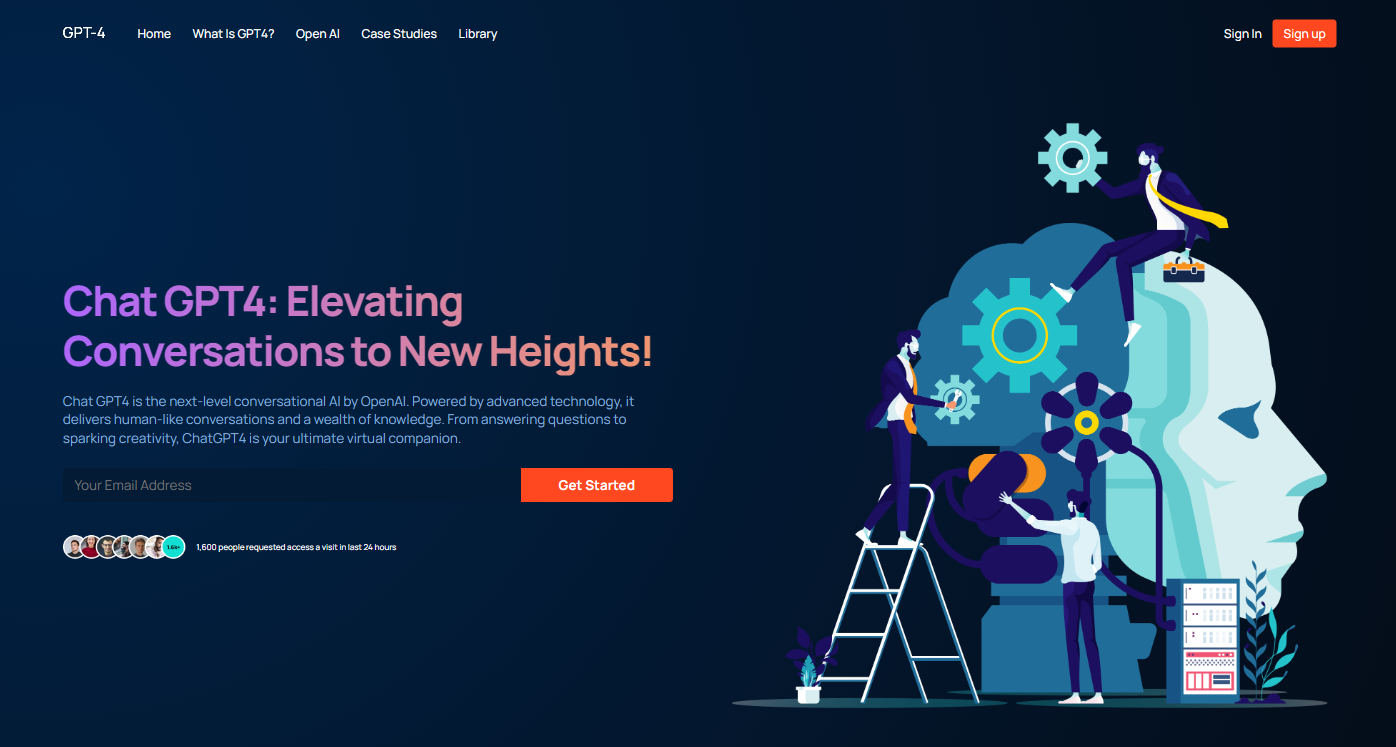 GPT-4 Home What Is GPT4? Open AI Case Studies Library Sign In Sign up
Chat GPT4: Elevating
Conversations to New Heights!
Chat GPT4 is the next-level conversational AI by OpenAI. Powered by advanced technology, it
delivers human-like conversations and a wealth of knowledge. From answering questions to
sparking creativity, ChatGPT4 is your ultimate virtual companion.
Your Email Address Get Started
1.6k+ 1,600 people requested access a visit in last 24 hours